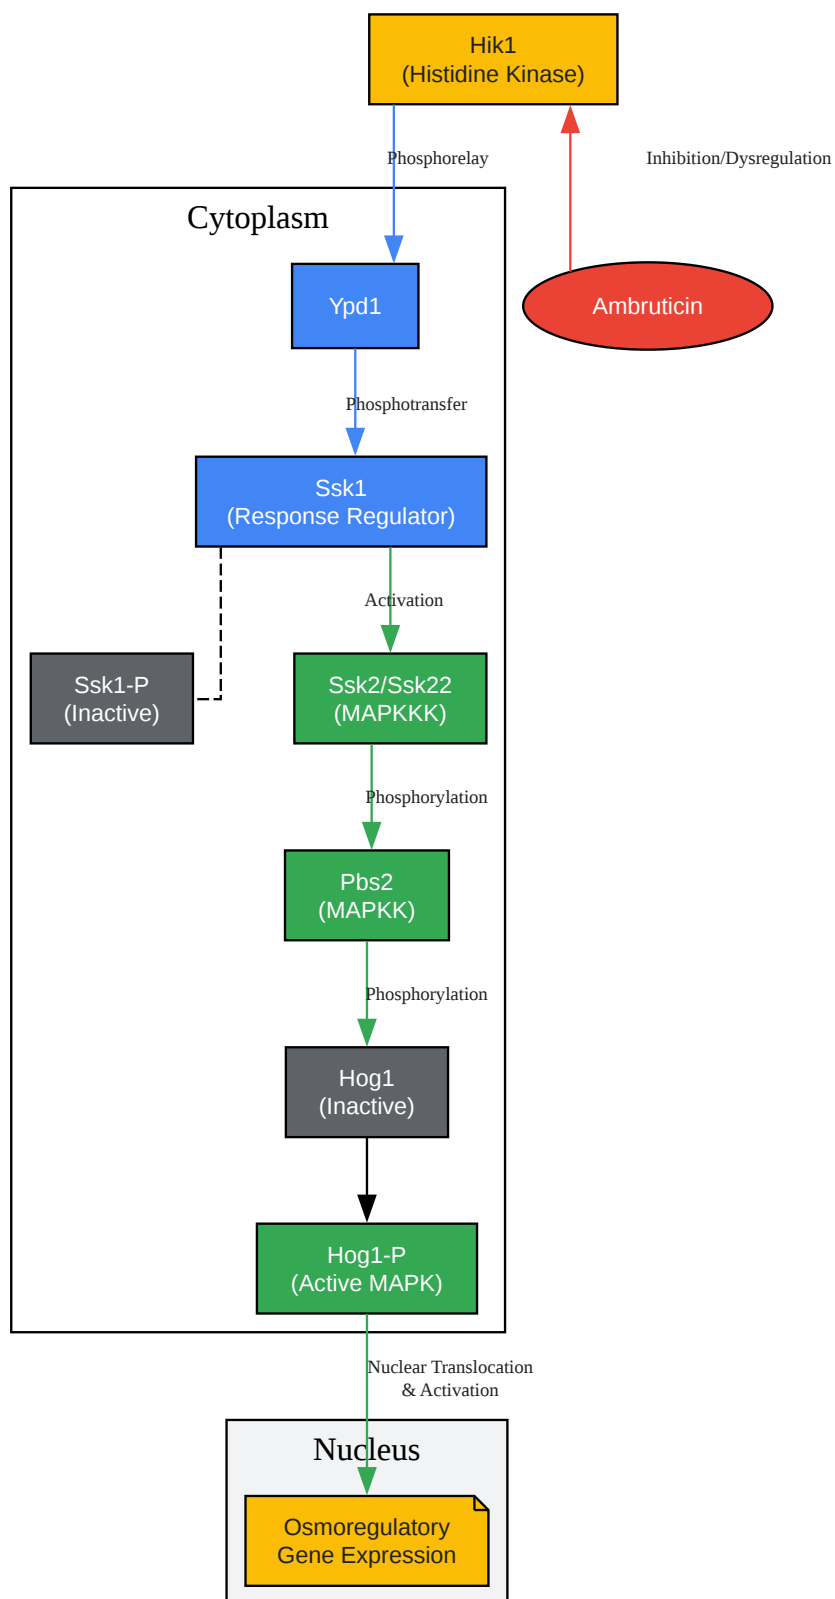 Hik1
(Histidine Kinase)
Phosphorelay
Inhibition/Dysregulation
Cytoplasm
Ypd1
Ambruticin
Phosphotransfer
Ssk1
(Response Regulator)
Activation
Ssk1-P
(Inactive)
Ssk2/Ssk22
(MAPKKK)
Phosphorylation
Pbs2
(MAPKK)
Phosphorylation
Hog1
(Inactive)
Hog1-P
(Active MAPK)
Nuclear Translocation
& Activation
Nucleus
Osmoregulatory
Gene Expression